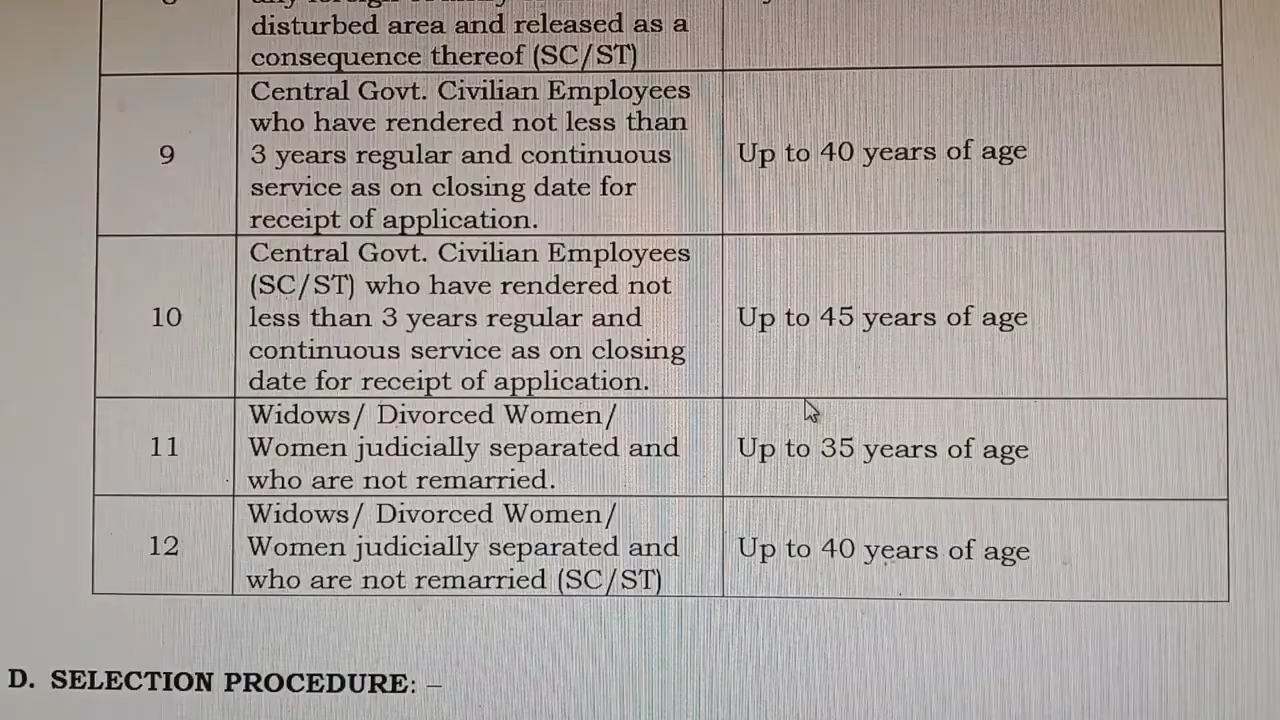 disturbed area and released as a
consequence thereof (SC/ST)
9
Central Govt. Civilian Employees
who have rendered not less than
3 years regular and continuous
service as on closing date for
receipt of application.
Up to 40 years of age
10
Central Govt. Civilian Employees
(SC/ST) who have rendered not
less than 3 years regular and
continuous service as on closing
date for receipt of application.
Up to 45 years of age
11
Widows/ Divorced Women/
Women judicially separated and
who are not remarried.
Up to 35 years of age
12
Widows/ Divorced Women/
Women judicially separated and
who are not remarried (SC/ST)
Up to 40 years of age
D. SELECTION PROCEDURE: –